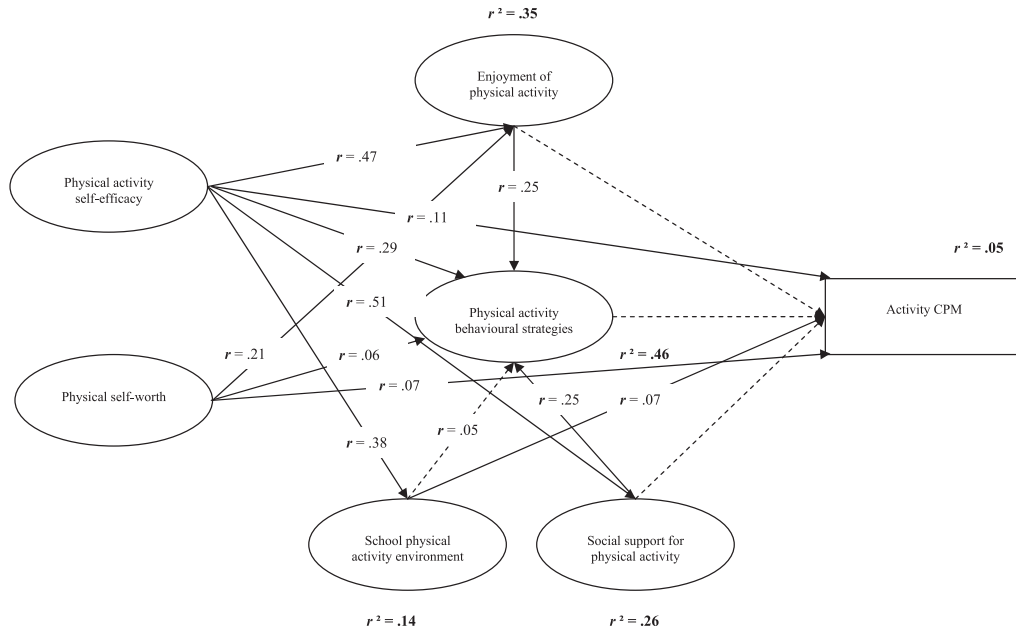 r² = .35
Enjoyment of
physical activity
r = .47
Physical activity
self-efficacy
r = .25
r = .11
r = .29
r² = .05
r = .51
Physical activity
behavioural strategies
Activity CPM
r = .21
r = .06
r² = .46
r = .07
Physical self-worth
r = .25
r = .07
r = .05
r = .38
School physical
activity environment
Social support for
physical activity
r² = .14
r² = .26